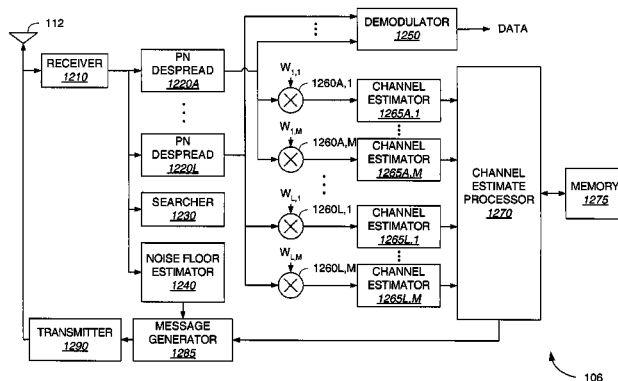 112
RECEIVER
1210
PN
DESPREAD
1220A
PN
DESPREAD
1220L
SEARCHER
1230
NOISE FLOOR
ESTIMATOR
1240
TRANSMITTER
1290
MESSAGE
GENERATOR
1285
DEMODULATOR
1250
DATA
W1,1
1260A,1
CHANNEL
ESTIMATOR
1265A,1
W1,M
1260A,M
CHANNEL
ESTIMATOR
1265A,M
WL,1
1260L,1
CHANNEL
ESTIMATOR
1265L,1
WL,M
1260L,M
CHANNEL
ESTIMATOR
1265L,M
CHANNEL
ESTIMATE
PROCESSOR
1270
MEMORY
1275
106